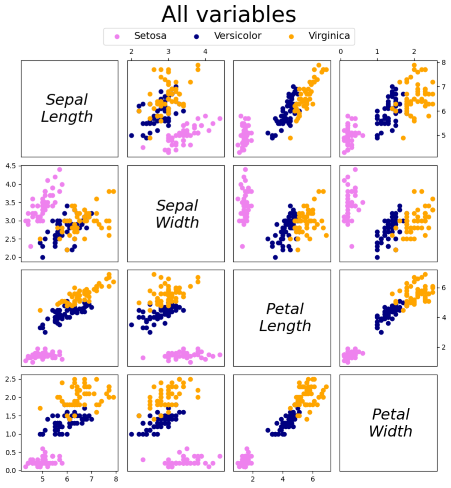 All variables
Setosa Versicolor Virginica
2 3 4
0 1 2
Sepal
Length
8
7
6
5
4.5
4.0
3.5
3.0
2.5
2.0
Sepal
Width
Petal
Length
6
4
2
2.5
2.0
1.5
1.0
0.5
0.0
Petal
Width
5 6 7 8
2 4 6